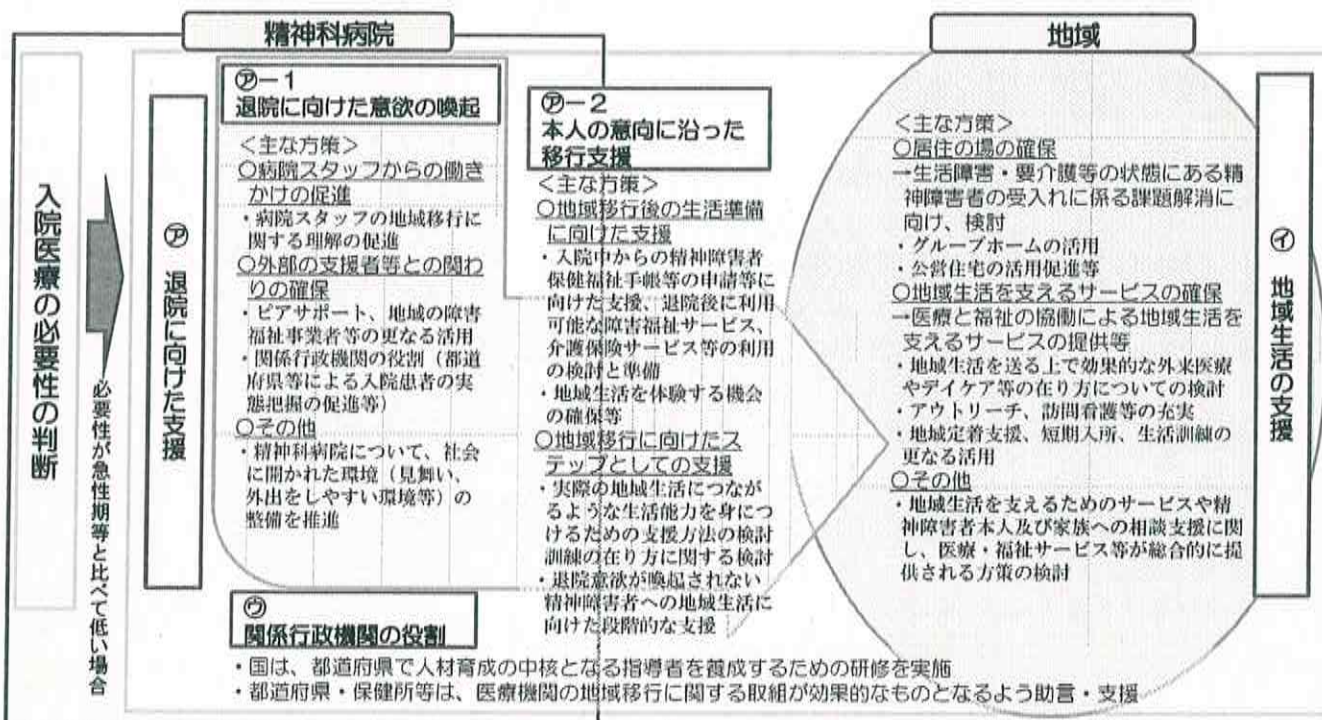 精神科病院
地域
入院医療の必要性の判断
必要性が急性期等と比べて低い場合
㋐ 退院に向けた支援
㋐－1
退院に向けた意欲の喚起
＜主な方策＞
○病院スタッフからの働き
かけの促進
・病院スタッフの地域移行に
関する理解の促進
○外部の支援者等との関わ
りの確保
・ピアサポート、地域の障害
福祉事業者等の更なる活用
・関係行政機関の役割（都道
府県等による入院患者の実
態把握の促進等）
○その他
・精神科病院について、社会
に開かれた環境（見舞い、
外出をしやすい環境等）の
整備を推進
㋐－2
本人の意向に沿った
移行支援
＜主な方策＞
○地域移行後の生活準備
に向けた支援
・入院中からの精神障害者
保健福祉手帳等の申請等に
向けた支援、退院後に利用
可能な障害福祉サービス、
介護保険サービス等の利用
の検討と準備
・地域生活を体験する機会
の確保等
○地域移行に向けたス
テップとしての支援
・実際の地域生活につなが
るような生活能力を身につ
けるための支援方法の検討
訓練の在り方に関する検討
・退院意欲が喚起されない
精神障害者への地域生活に
向けた段階的な支援
＜主な方策＞
○居住の場の確保
→生活障害・要介護等の状態にある精
神障害者の受入れに係る課題解消に
向け、検討
・グループホームの活用
・公営住宅の活用促進等
○地域生活を支えるサービスの確保
→医療と福祉の協働による地域生活を
支えるサービスの提供等
・地域生活を送る上で効果的な外来医療
やデイケア等の在り方についての検討
・アウトリーチ、訪問看護等の充実
・地域定着支援、短期入所、生活訓練の
更なる活用
○その他
・地域生活を支えるためのサービスや精
神障害者本人及び家族への相談支援に関
し、医療・福祉サービス等が総合的に提
供される方策の検討
㋑ 地域生活の支援
㋒
関係行政機関の役割
・国は、都道府県で人材育成の中核となる指導者を養成するための研修を実施
・都道府県・保健所等は、医療機関の地域移行に関する取組が効果的なものとなるよう助言・支援